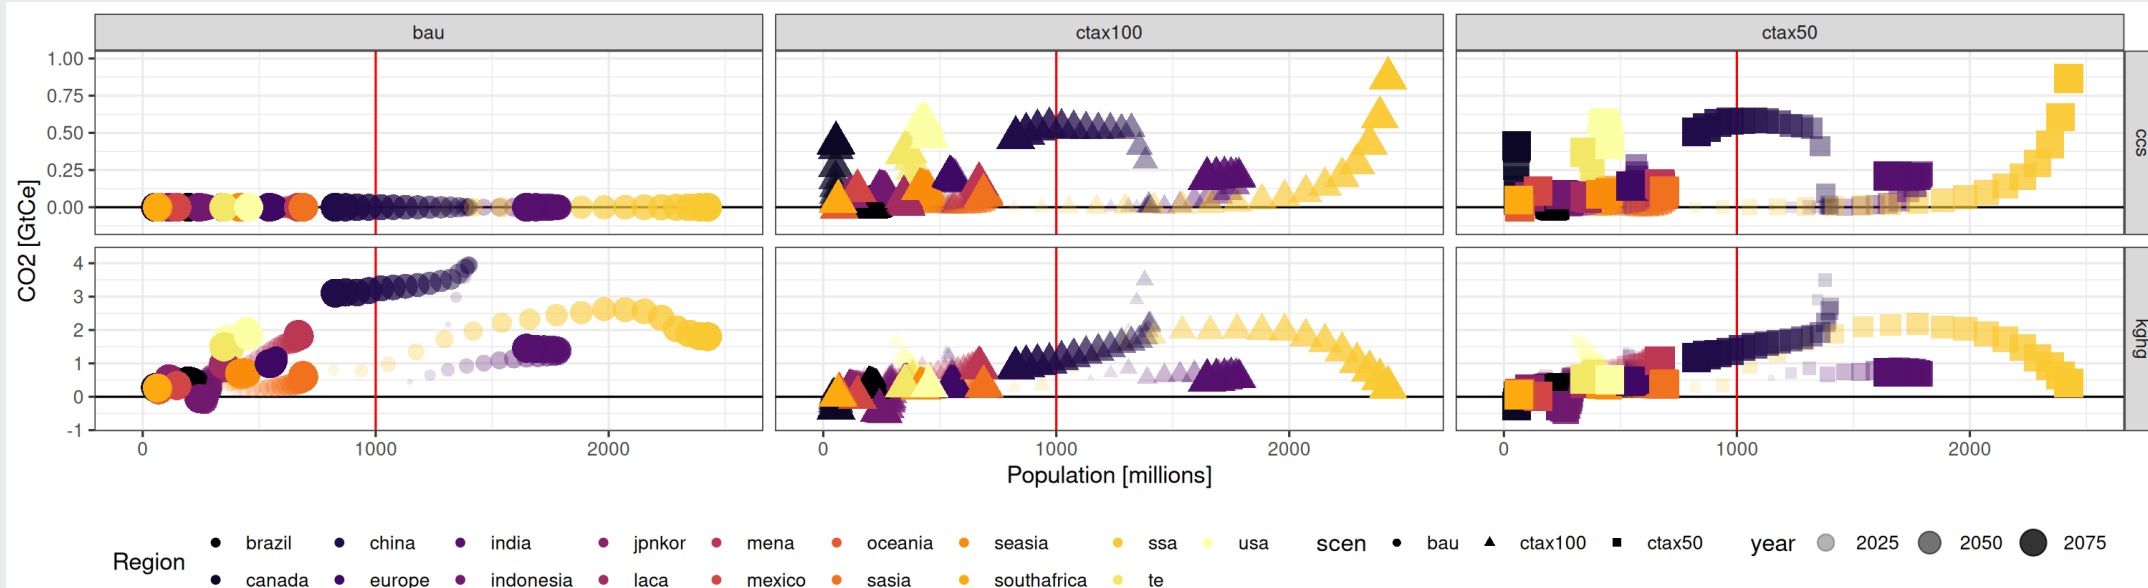 bau
ctax100
ctax50
1.00
0.75
0.50
0.25
0.00
ccs
4
3
2
1
0
-1
kghg
CO2 [GtCe]
0 1000 2000 0 1000 2000 0 1000 2000
Population [millions]
Region
brazil china india jpnkor mena oceania seasia ssa usa
canada europe indonesia laca mexico sasia southafrica te
scen bau ctax100 ctax50
year 2025 2050 2075